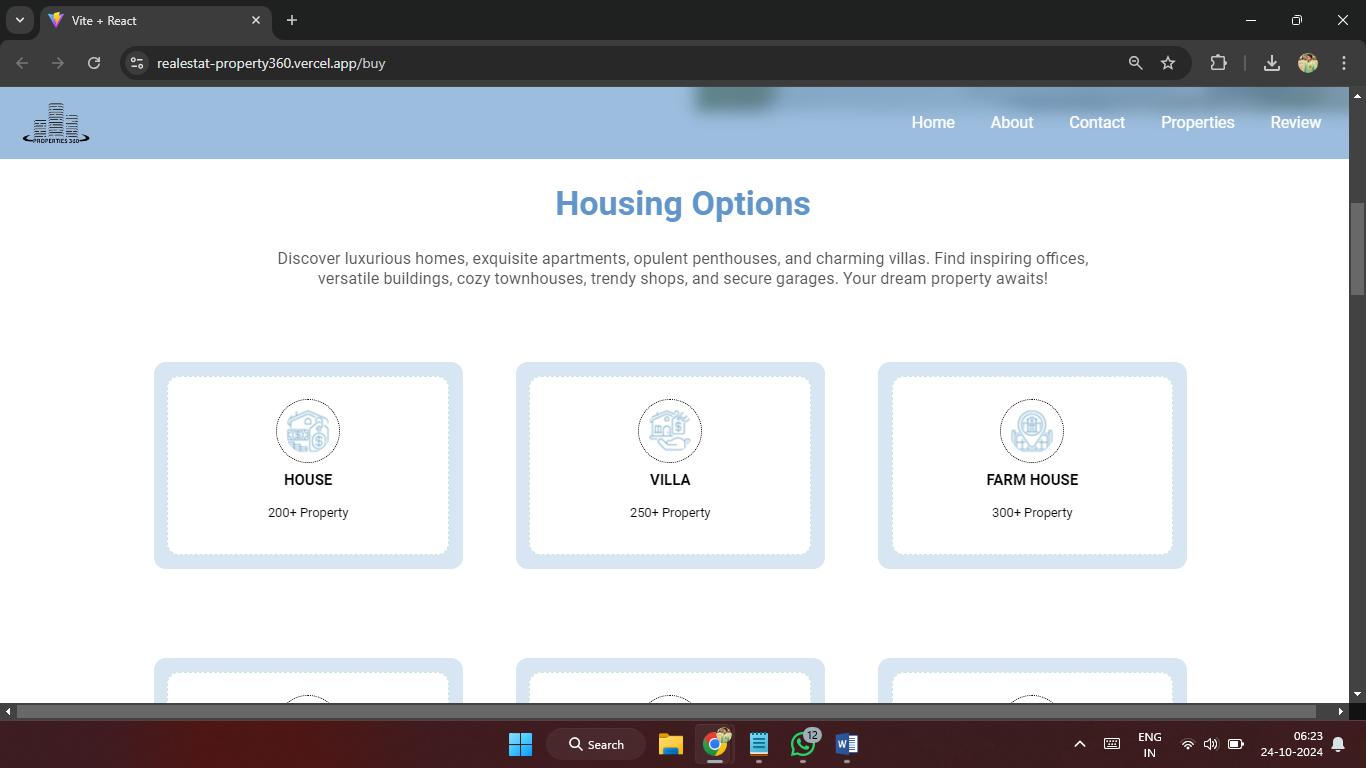 Vite + React
realestat-property360.vercel.app/buy
PROPERTIES 360
Home About Contact Properties Review
Housing Options
Discover luxurious homes, exquisite apartments, opulent penthouses, and charming villas. Find inspiring offices,
versatile buildings, cozy townhouses, trendy shops, and secure garages. Your dream property awaits!
HOUSE
200+ Property
VILLA
250+ Property
FARM HOUSE
300+ Property
Search
12
W
ENG
IN
06:23
24-10-2024